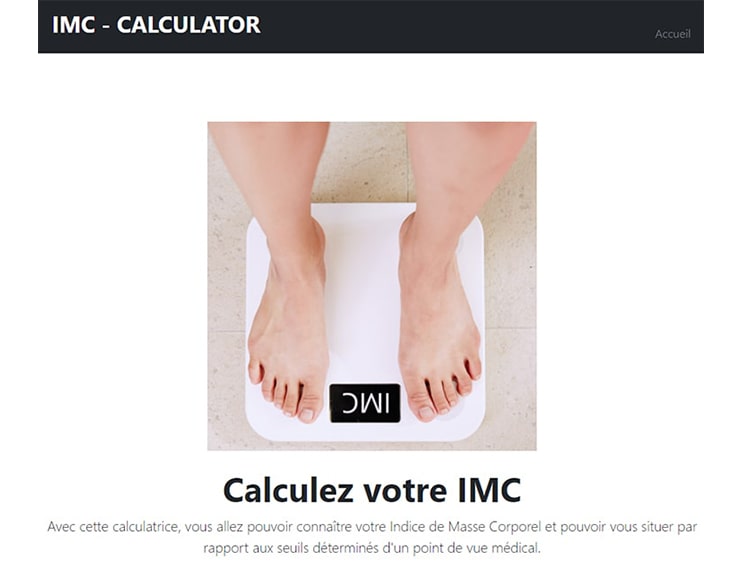 IMC - CALCULATOR
Accueil
IMC
Calculez votre IMC
Avec cette calculatrice, vous allez pouvoir connaître votre Indice de Masse Corporel et pouvoir vous situer par
rapport aux seuils déterminés d'un point de vue médical.